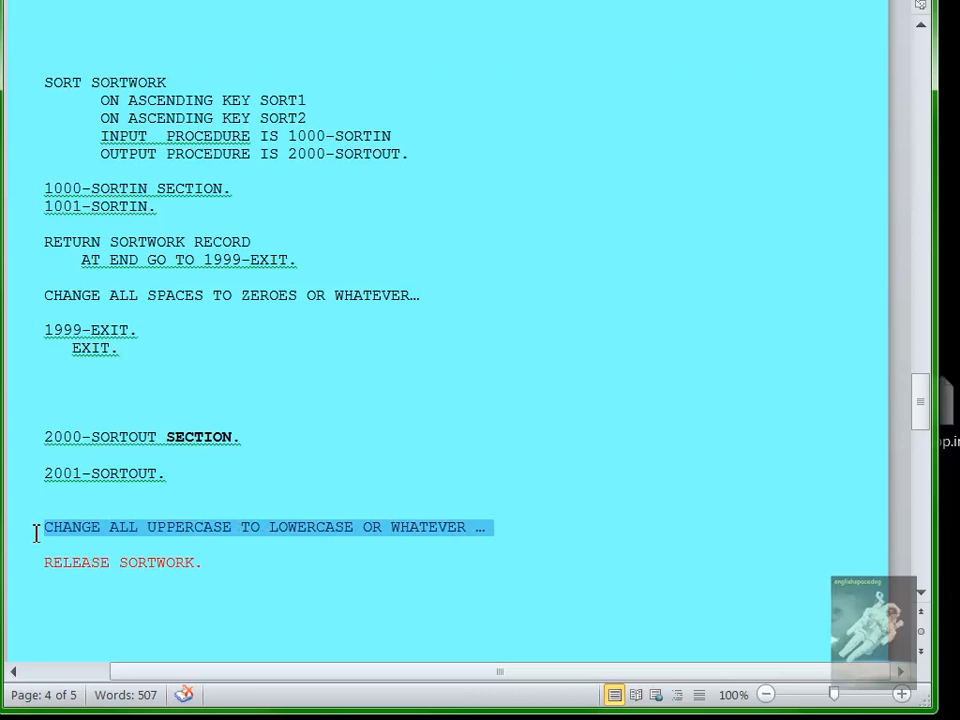 SORT SORTWORK
ON ASCENDING KEY SORT1
ON ASCENDING KEY SORT2
INPUT  PROCEDURE IS 1000-SORTIN
OUTPUT PROCEDURE IS 2000-SORTOUT.
1000-SORTIN SECTION.
1001-SORTIN.
RETURN SORTWORK RECORD
AT END GO TO 1999-EXIT.
CHANGE ALL SPACES TO ZEROES OR WHATEVER…
1999-EXIT.
EXIT.
2000-SORTOUT SECTION.
2001-SORTOUT.
CHANGE ALL UPPERCASE TO LOWERCASE OR WHATEVER …
RELEASE SORTWORK.
englishspacedog
Page: 4 of 5
Words: 507
100%